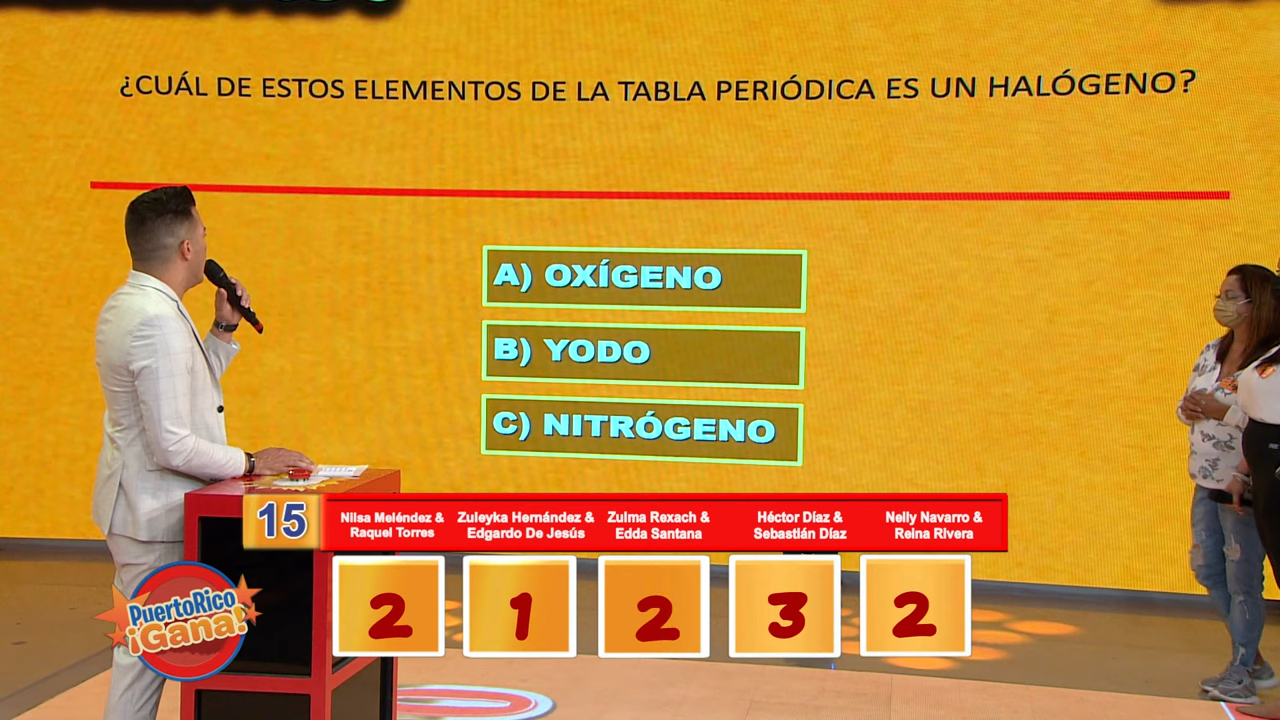 ¿CUÁL DE ESTOS ELEMENTOS DE LA TABLA PERIÓDICA ES UN HALÓGENO?
A) OXÍGENO
B) YODO
C) NITRÓGENO
15
Nilsa Meléndez &
Raquel Torres
Zuleyka Hernández &
Edgardo De Jesús
Zulma Rexach &
Edda Santana
Héctor Díaz &
Sebastián Díaz
Nelly Navarro &
Reina Rivera
2
1
2
3
2
PuertoRico
¡Gana!